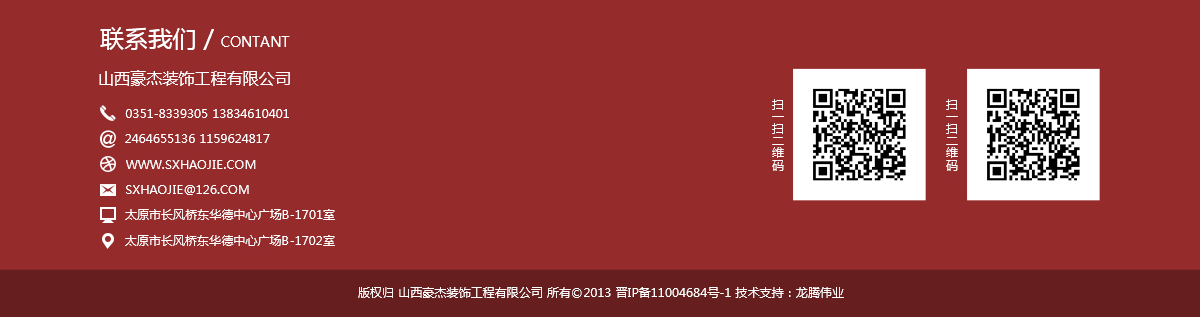 联系我们 / CONTANT
山西豪杰装饰工程有限公司
0351-8339305 13834610401
2464655136 1159624817
WWW.SXHAOJIE.COM
SXHAOJIE@126.COM
太原市长风桥东华德中心广场B-1701室
太原市长风桥东华德中心广场B-1702室
扫一扫二维码
扫一扫二维码
版权归 山西豪杰装饰工程有限公司 所有©2013 晋IP备11004684号-1 技术支持：龙腾伟业